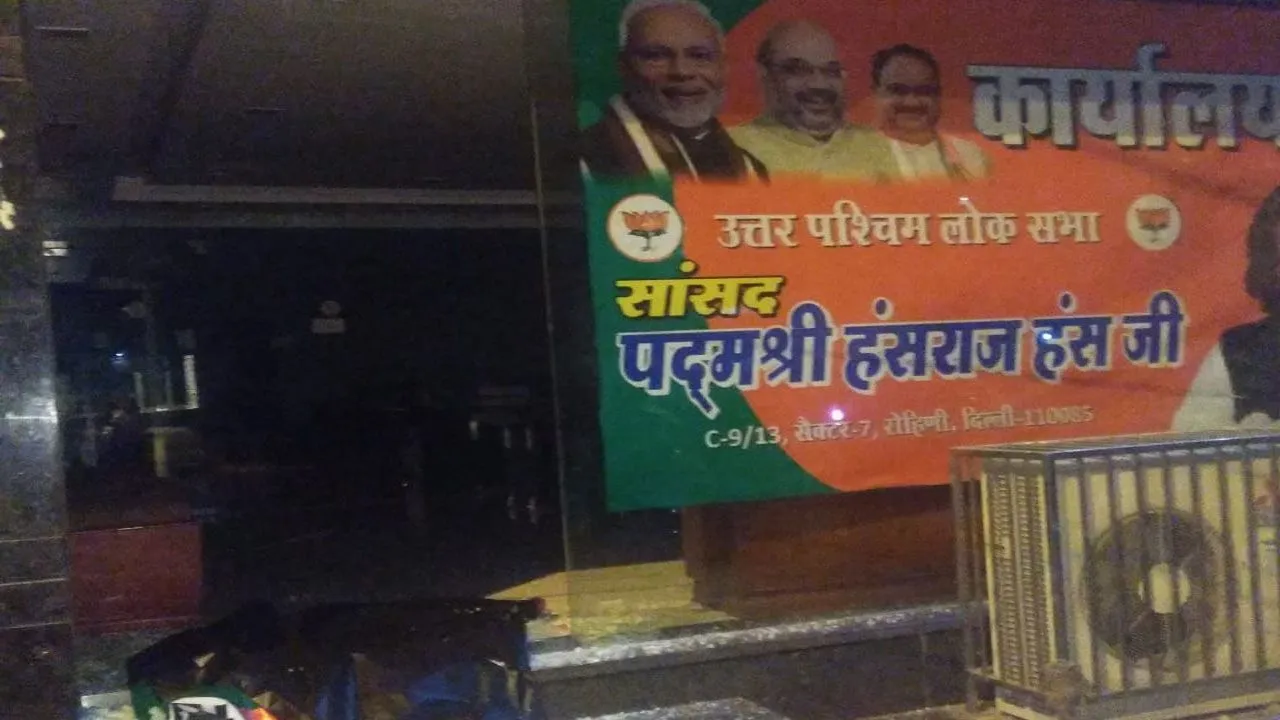 कार्यालय
उत्तर पश्चिम लोक सभा
सांसद
पद्मश्री हंसराज हंस जी
C-9/13, सैक्टर-7, रोहिणी. दिल्ली-110085